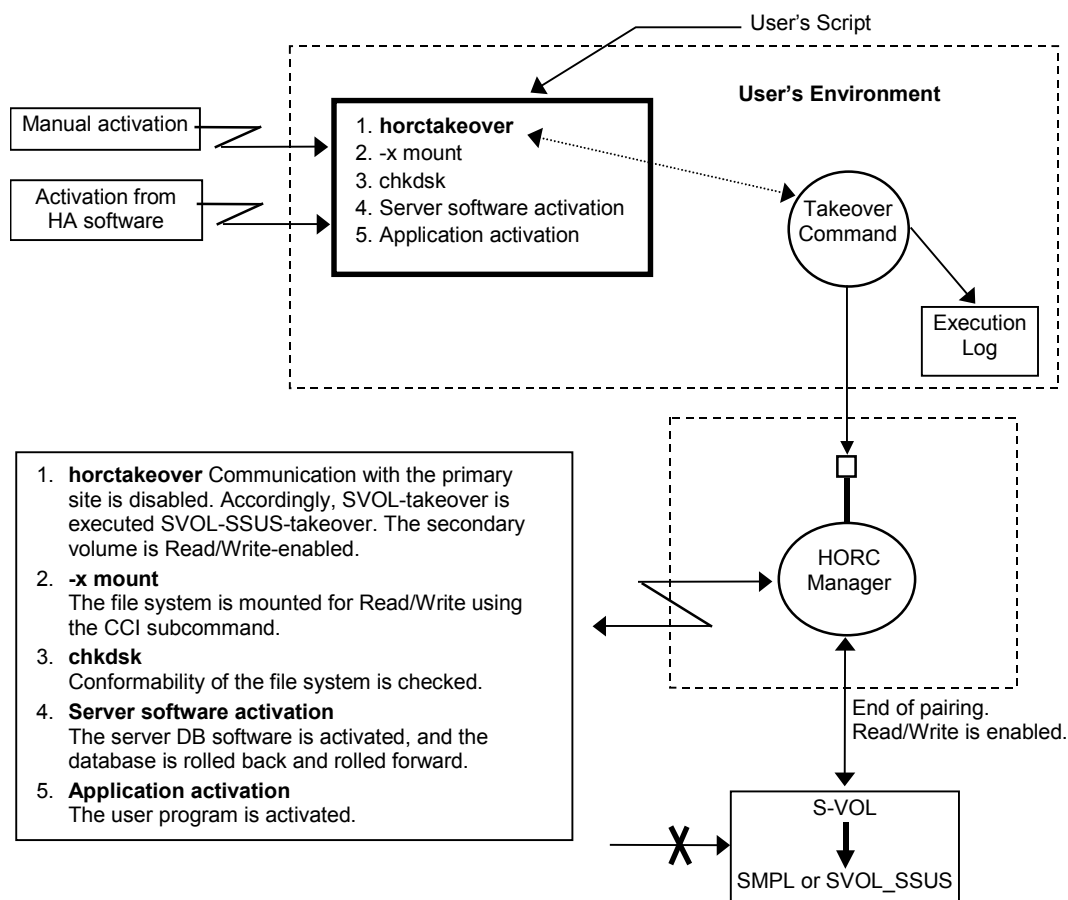 User's Script
User's Environment
Manual activation
Activation from
HA software
1. horctakeover
2. -x mount
3. chkdsk
4. Server software activation
5. Application activation
Takeover
Command
Execution
Log
1. horctakeover Communication with the primary
site is disabled. Accordingly, SVOL-takeover is
executed SVOL-SSUS-takeover. The secondary
volume is Read/Write-enabled.
2. -x mount
The file system is mounted for Read/Write using
the CCI subcommand.
3. chkdsk
Conformability of the file system is checked.
4. Server software activation
The server DB software is activated, and the
database is rolled back and rolled forward.
5. Application activation
The user program is activated.
HORC
Manager
End of pairing.
Read/Write is enabled.
S-VOL
SMPL or SVOL_SSUS